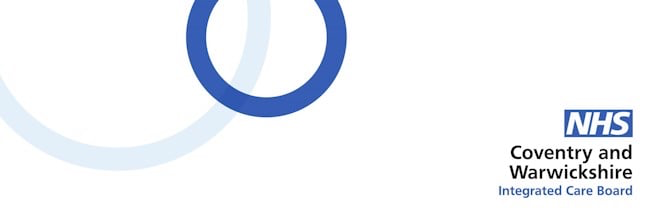 NHS
Coventry and
Warwickshire
Integrated Care Board